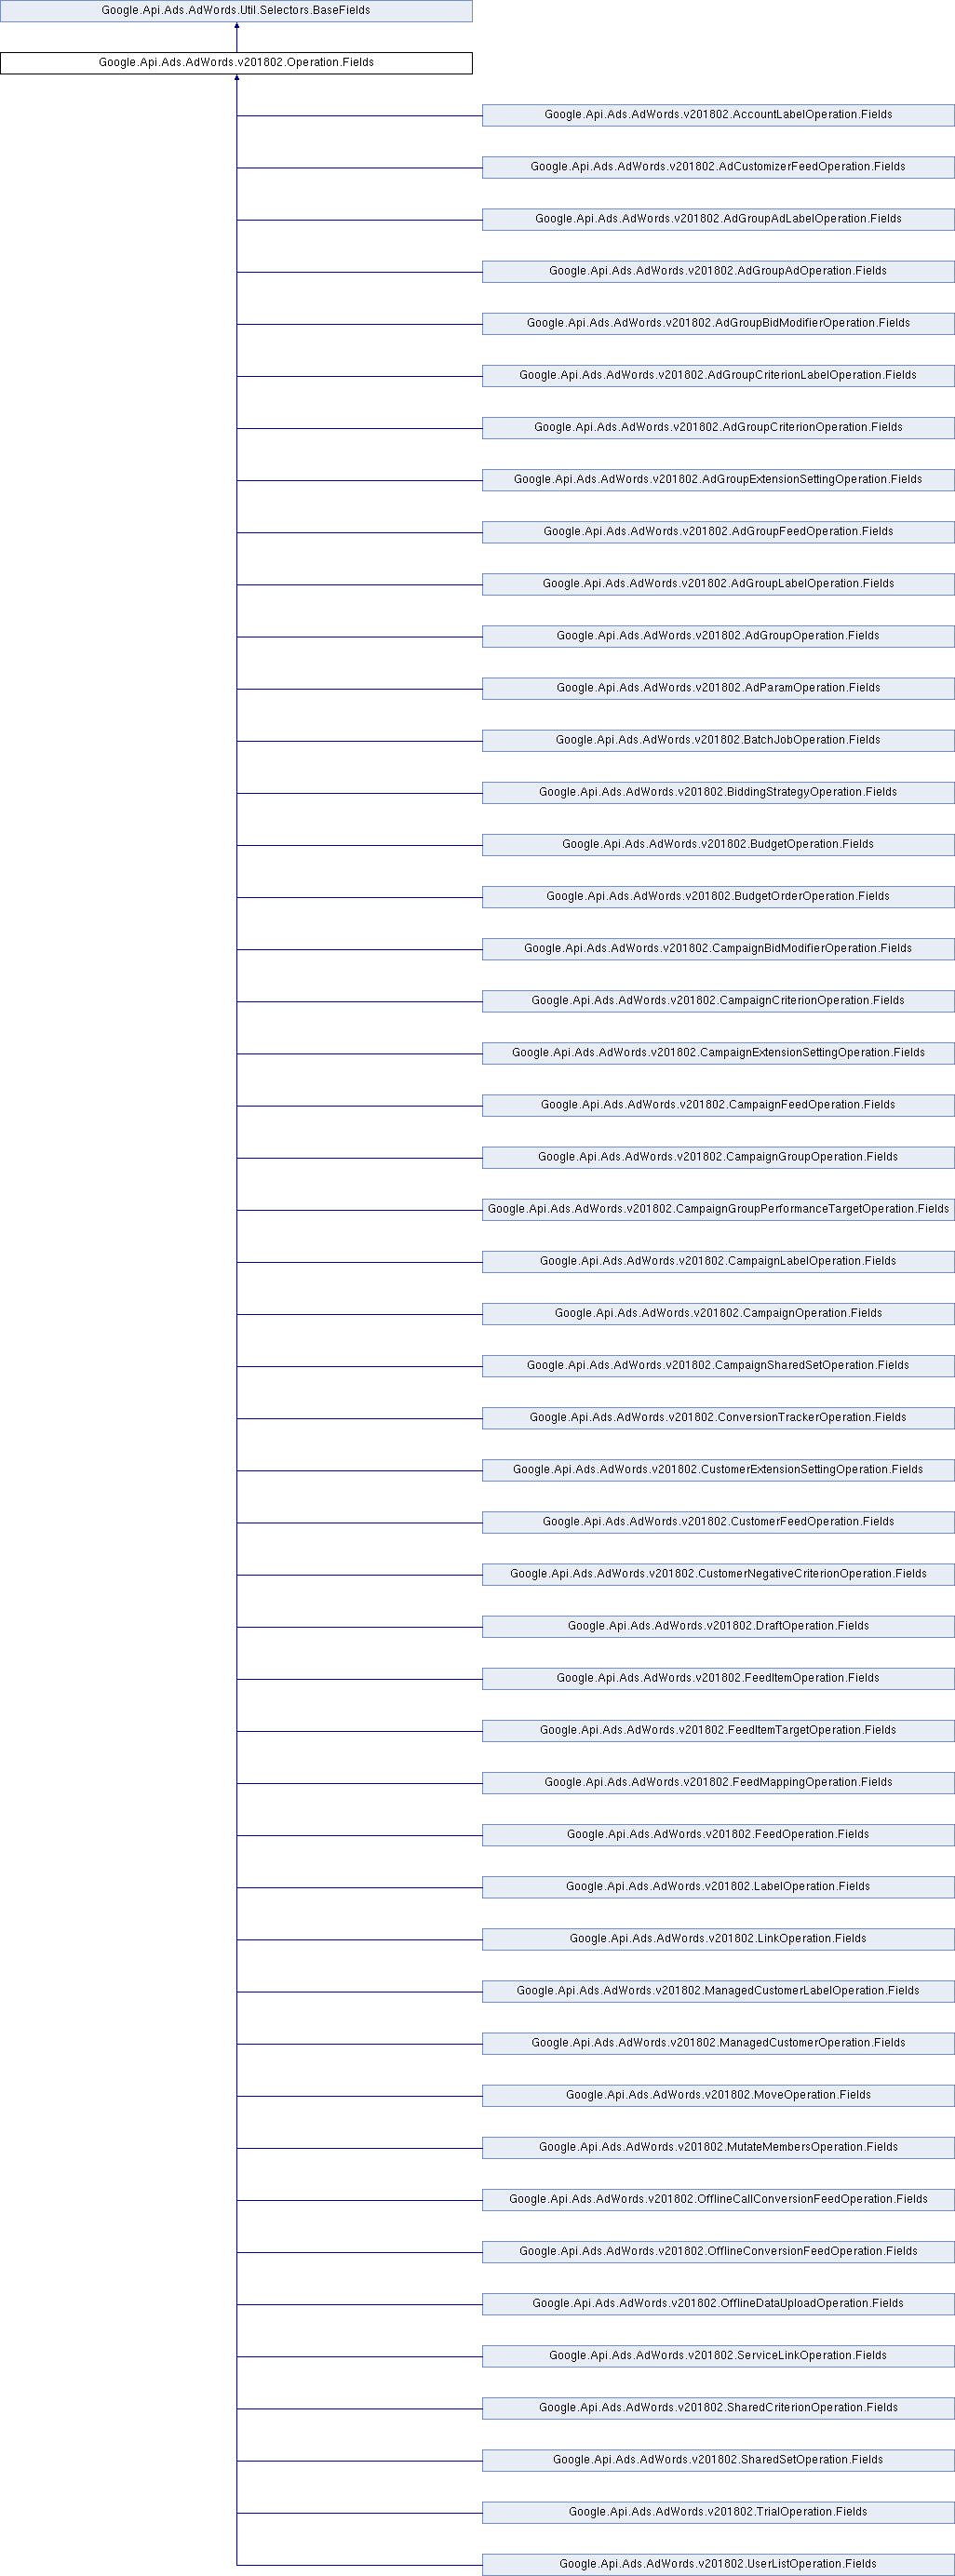 Google.Api.Ads.AdWords.Util.Selectors.BaseFields
Google.Api.Ads.AdWords.v201802.Operation.Fields
Google.Api.Ads.AdWords.v201802.AccountLabelOperation.Fields
Google.Api.Ads.AdWords.v201802.AdCustomizerFeedOperation.Fields
Google.Api.Ads.AdWords.v201802.AdGroupAdLabelOperation.Fields
Google.Api.Ads.AdWords.v201802.AdGroupAdOperation.Fields
Google.Api.Ads.AdWords.v201802.AdGroupBidModifierOperation.Fields
Google.Api.Ads.AdWords.v201802.AdGroupCriterionLabelOperation.Fields
Google.Api.Ads.AdWords.v201802.AdGroupCriterionOperation.Fields
Google.Api.Ads.AdWords.v201802.AdGroupExtensionSettingOperation.Fields
Google.Api.Ads.AdWords.v201802.AdGroupFeedOperation.Fields
Google.Api.Ads.AdWords.v201802.AdGroupLabelOperation.Fields
Google.Api.Ads.AdWords.v201802.AdGroupOperation.Fields
Google.Api.Ads.AdWords.v201802.AdParamOperation.Fields
Google.Api.Ads.AdWords.v201802.BatchJobOperation.Fields
Google.Api.Ads.AdWords.v201802.BiddingStrategyOperation.Fields
Google.Api.Ads.AdWords.v201802.BudgetOperation.Fields
Google.Api.Ads.AdWords.v201802.BudgetOrderOperation.Fields
Google.Api.Ads.AdWords.v201802.CampaignBidModifierOperation.Fields
Google.Api.Ads.AdWords.v201802.CampaignCriterionOperation.Fields
Google.Api.Ads.AdWords.v201802.CampaignExtensionSettingOperation.Fields
Google.Api.Ads.AdWords.v201802.CampaignFeedOperation.Fields
Google.Api.Ads.AdWords.v201802.CampaignGroupOperation.Fields
Google.Api.Ads.AdWords.v201802.CampaignGroupPerformanceTargetOperation.Fields
Google.Api.Ads.AdWords.v201802.CampaignLabelOperation.Fields
Google.Api.Ads.AdWords.v201802.CampaignOperation.Fields
Google.Api.Ads.AdWords.v201802.CampaignSharedSetOperation.Fields
Google.Api.Ads.AdWords.v201802.ConversionTrackerOperation.Fields
Google.Api.Ads.AdWords.v201802.CustomerExtensionSettingOperation.Fields
Google.Api.Ads.AdWords.v201802.CustomerFeedOperation.Fields
Google.Api.Ads.AdWords.v201802.CustomerNegativeCriterionOperation.Fields
Google.Api.Ads.AdWords.v201802.DraftOperation.Fields
Google.Api.Ads.AdWords.v201802.FeedItemOperation.Fields
Google.Api.Ads.AdWords.v201802.FeedItemTargetOperation.Fields
Google.Api.Ads.AdWords.v201802.FeedMappingOperation.Fields
Google.Api.Ads.AdWords.v201802.FeedOperation.Fields
Google.Api.Ads.AdWords.v201802.LabelOperation.Fields
Google.Api.Ads.AdWords.v201802.LinkOperation.Fields
Google.Api.Ads.AdWords.v201802.ManagedCustomerLabelOperation.Fields
Google.Api.Ads.AdWords.v201802.ManagedCustomerOperation.Fields
Google.Api.Ads.AdWords.v201802.MoveOperation.Fields
Google.Api.Ads.AdWords.v201802.MutateMembersOperation.Fields
Google.Api.Ads.AdWords.v201802.OfflineCallConversionFeedOperation.Fields
Google.Api.Ads.AdWords.v201802.OfflineConversionFeedOperation.Fields
Google.Api.Ads.AdWords.v201802.OfflineDataUploadOperation.Fields
Google.Api.Ads.AdWords.v201802.ServiceLinkOperation.Fields
Google.Api.Ads.AdWords.v201802.SharedCriterionOperation.Fields
Google.Api.Ads.AdWords.v201802.SharedSetOperation.Fields
Google.Api.Ads.AdWords.v201802.TrialOperation.Fields
Google.Api.Ads.AdWords.v201802.UserListOperation.Fields